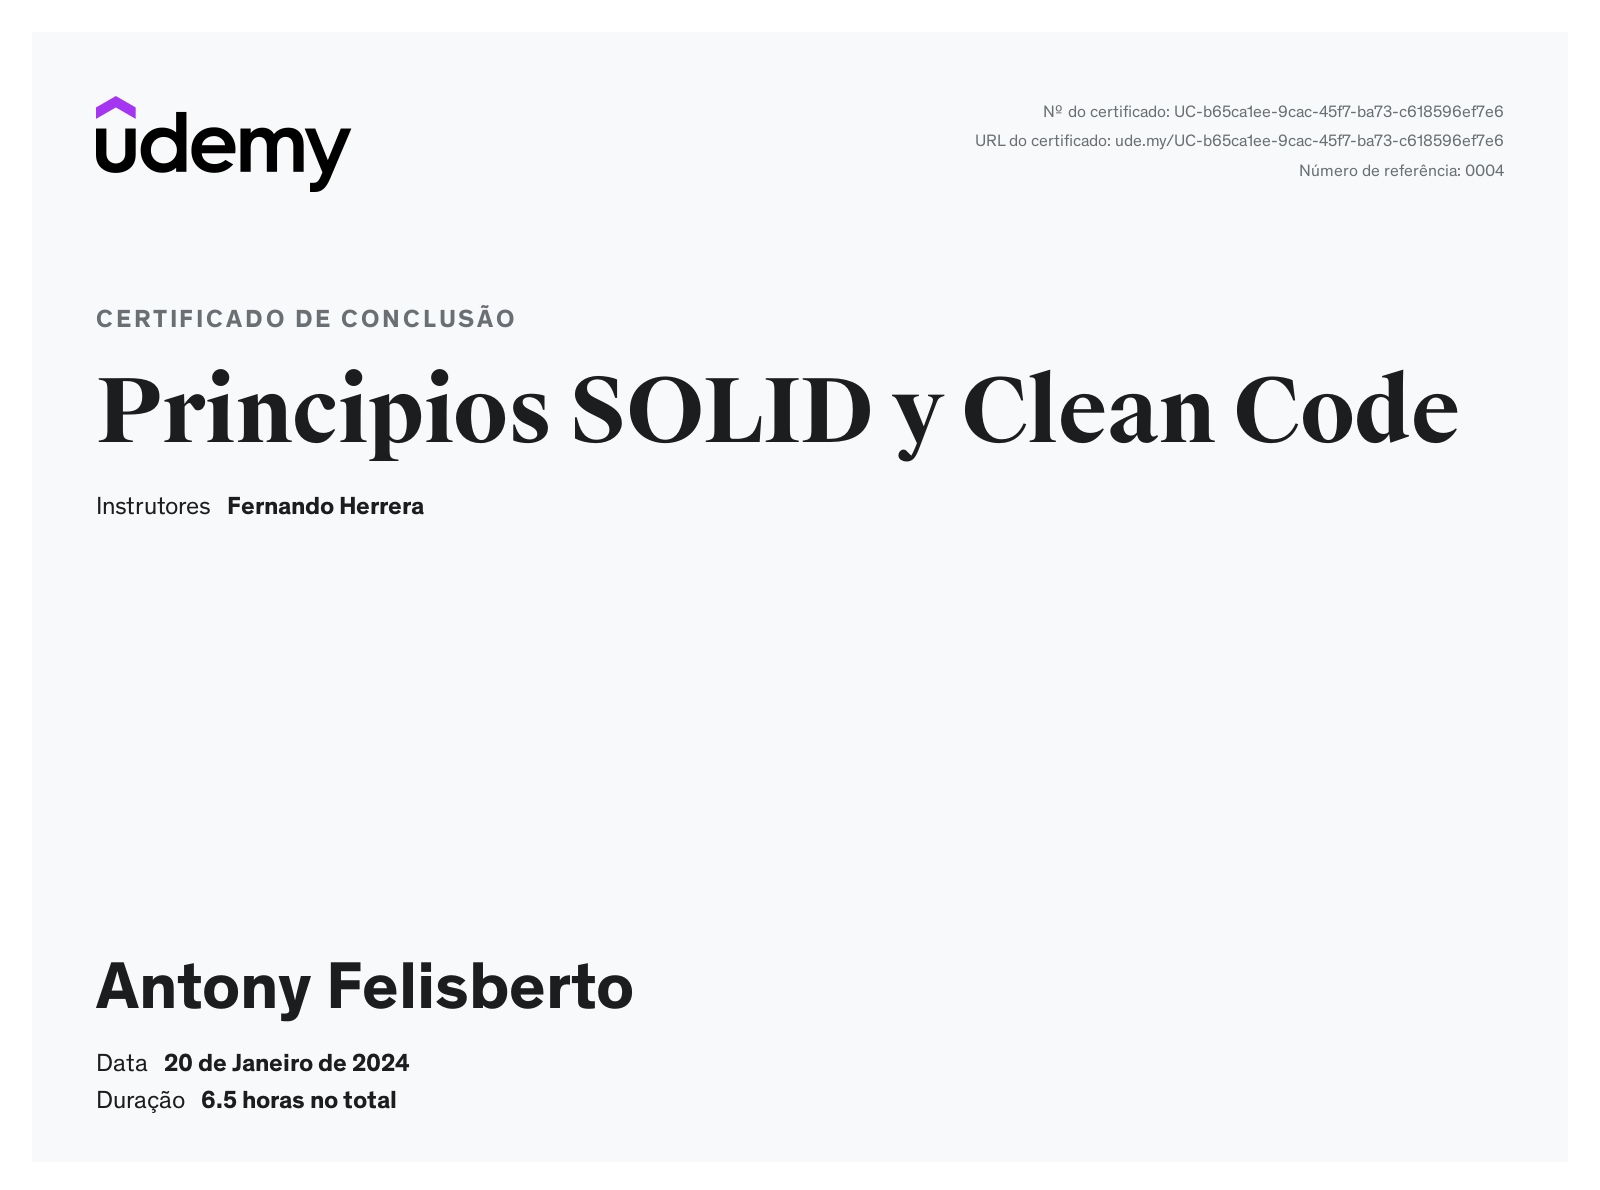 udemy
Nº do certificado: UC-b65ca1ee-9cac-45f7-ba73-c618596ef7e6
URL do certificado: ude.my/UC-b65ca1ee-9cac-45f7-ba73-c618596ef7e6
Número de referência: 0004
CERTIFICADO DE CONCLUSÃO
Principios SOLID y Clean Code
Instrutores Fernando Herrera
Antony Felisberto
Data 20 de Janeiro de 2024
Duração 6.5 horas no total